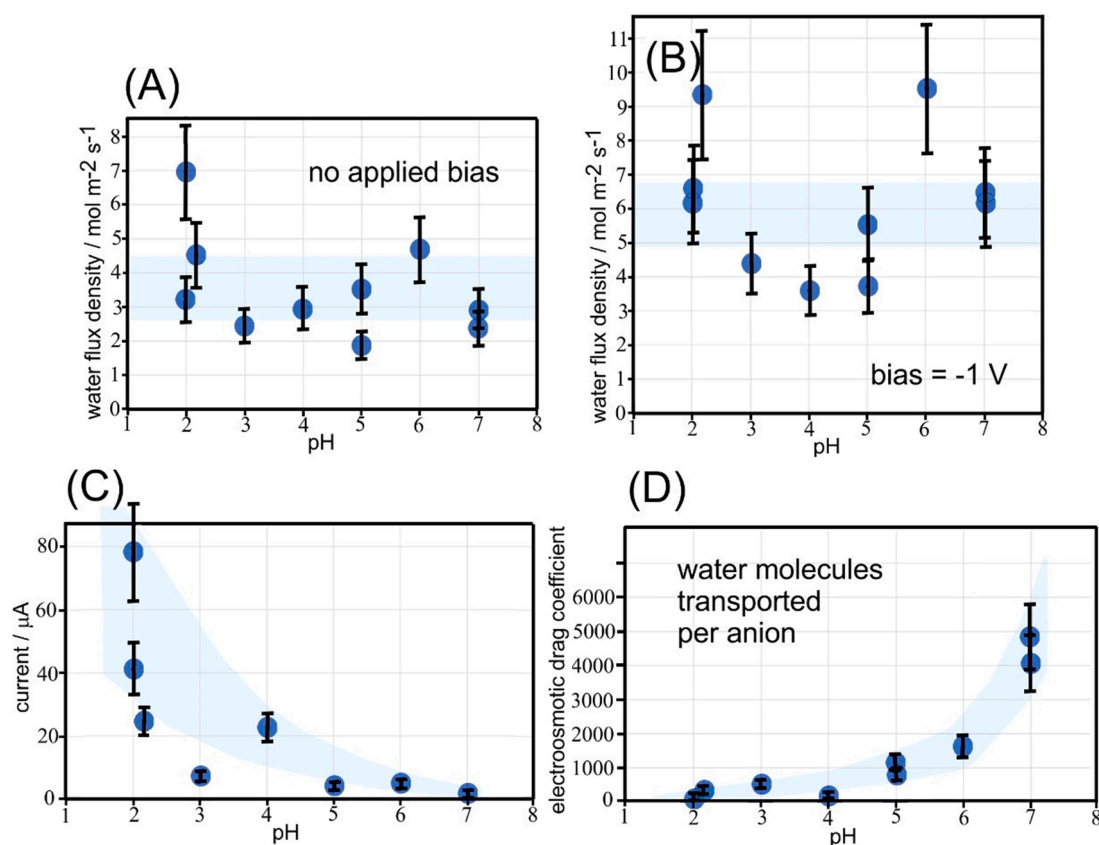 (A)
no applied bias
water flux density / mol m-2 s-1
8
7
6
5
4
3
2
1
0
1 2 3 4 5 6 7 8
pH
(B)
bias = -1 V
water flux density / mol m-2 s-1
11
10
9
8
7
6
5
4
3
2
1
0
1 2 3 4 5 6 7 8
pH
(C)
current / μA
80
60
40
20
0
1 2 3 4 5 6 7 8
pH
(D)
water molecules
transported
per anion
electroosmotic drag coefficient
6000
5000
4000
3000
2000
1000
0
1 2 3 4 5 6 7 8
pH